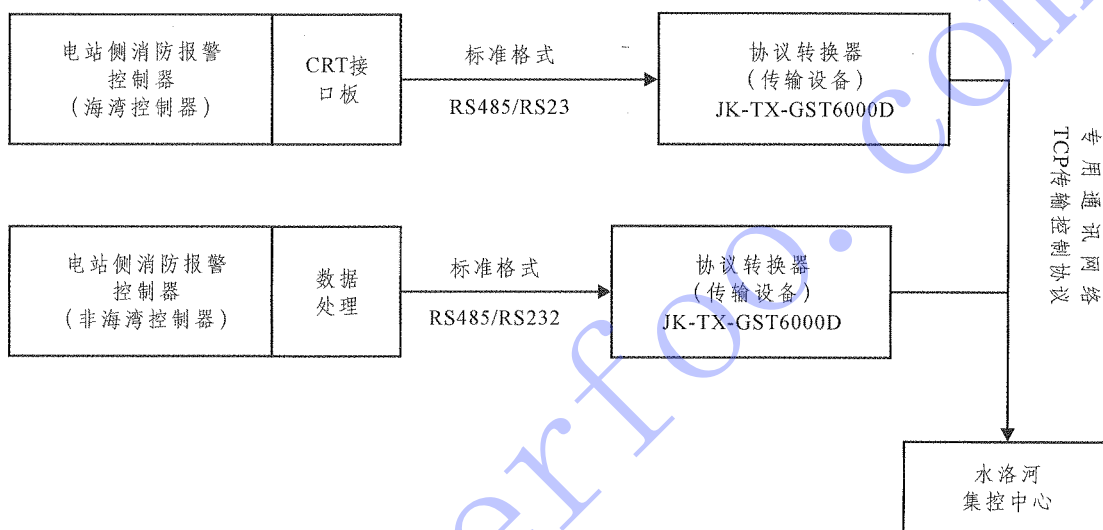 电站侧消防报警
控制器
(海湾控制器)
CRT接
口板
标准格式
RS485/RS23
协议转换器
(传输设备)
JK-TX-GST6000D
专用通讯网络
TCP传输控制协议
电站侧消防报警
控制器
(非海湾控制器)
数据
处理
标准格式
RS485/RS232
协议转换器
(传输设备)
JK-TX-GST6000D
水洛河
集控中心
erfoo.com